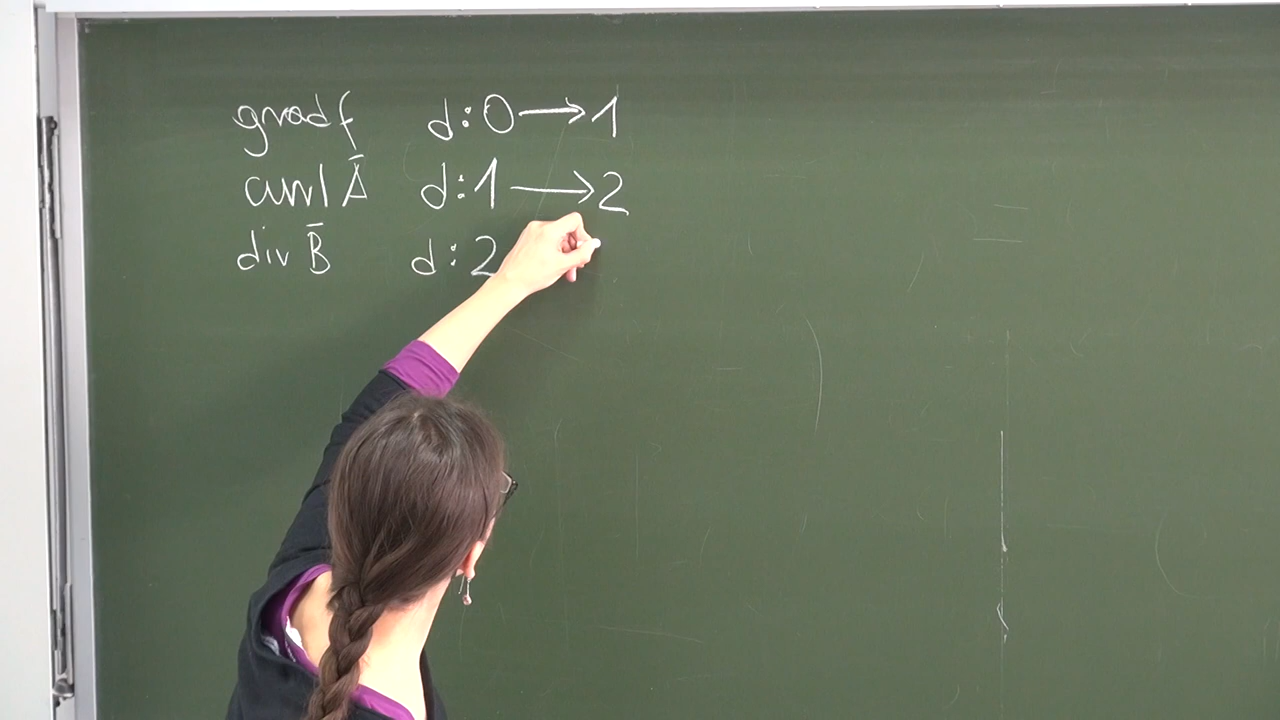 grad f d: 0 → 1
curl Ā d: 1 → 2
div B̄ d: 2